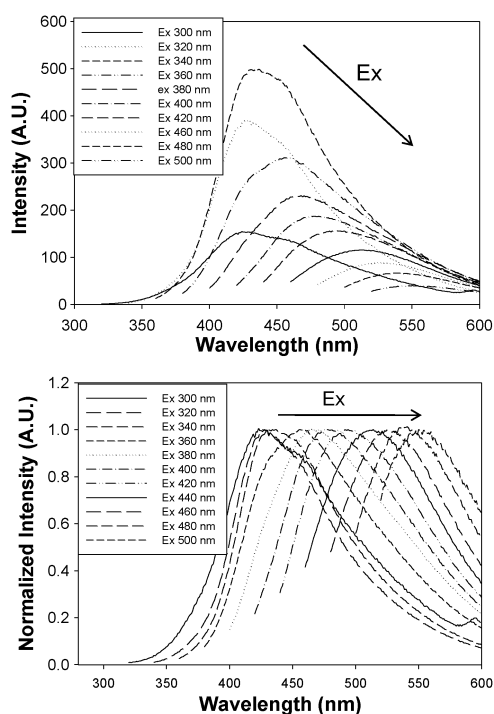 600
500
400
300
200
100
0
Intensity (A.U.)
Ex 300 nm
Ex 320 nm
Ex 340 nm
Ex 360 nm
ex 380 nm
Ex 400 nm
Ex 420 nm
Ex 460 nm
Ex 480 nm
Ex 500 nm
Ex
300 350 400 450 500 550 600
Wavelength (nm)
1.2
1.0
0.8
0.6
0.4
0.2
0.0
Normalized Intensity (A.U.)
Ex 300 nm
Ex 320 nm
Ex 340 nm
Ex 360 nm
Ex 380 nm
Ex 400 nm
Ex 420 nm
Ex 440 nm
Ex 460 nm
Ex 480 nm
Ex 500 nm
Ex
300 350 400 450 500 550 600
Wavelength (nm)